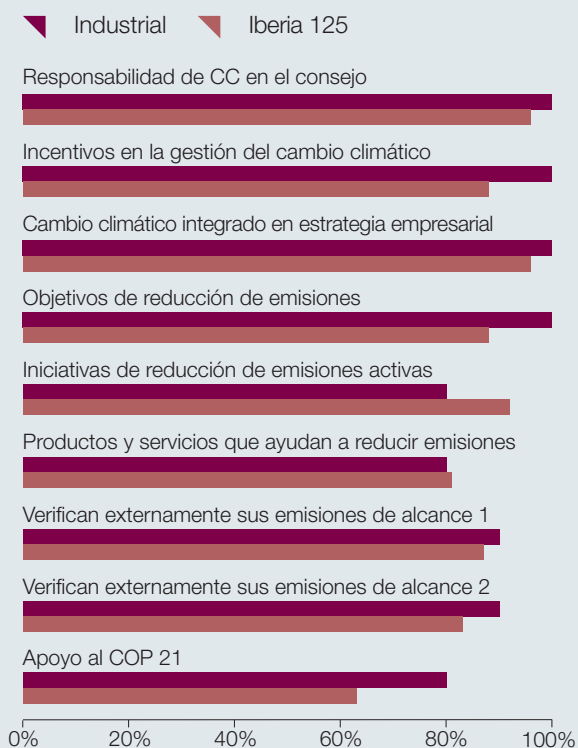 Industrial Iberia 125
Responsabilidad de CC en el consejo
Incentivos en la gestión del cambio climático
Cambio climático integrado en estrategia empresarial
Objetivos de reducción de emisiones
Iniciativas de reducción de emisiones activas
Productos y servicios que ayudan a reducir emisiones
Verifican externamente sus emisiones de alcance 1
Verifican externamente sus emisiones de alcance 2
Apoyo al COP 21
0% 20% 40% 60% 80% 100%